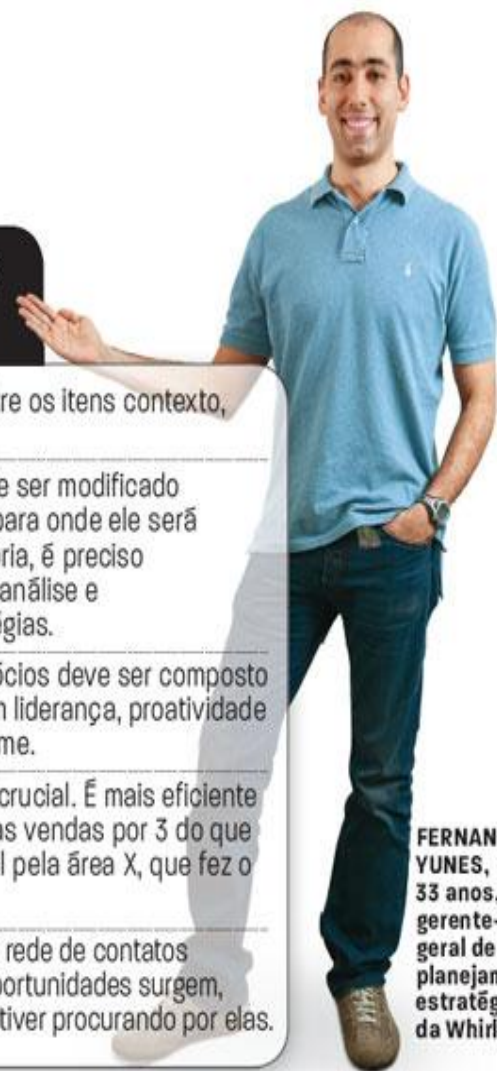 re os itens contexto,
e ser modificado
para onde ele será
ria, é preciso
análise e
égias.
ócios deve ser composto
m liderança, proatividade
me.
crucial. É mais eficiente
as vendas por 3 do que
l pela área X, que fez o
rede de contatos
portunidades surgem,
tiver procurando por elas.
FERNAN
YUNES,
33 anos,
gerente-
geral de
planejam
estratég
da Whirl